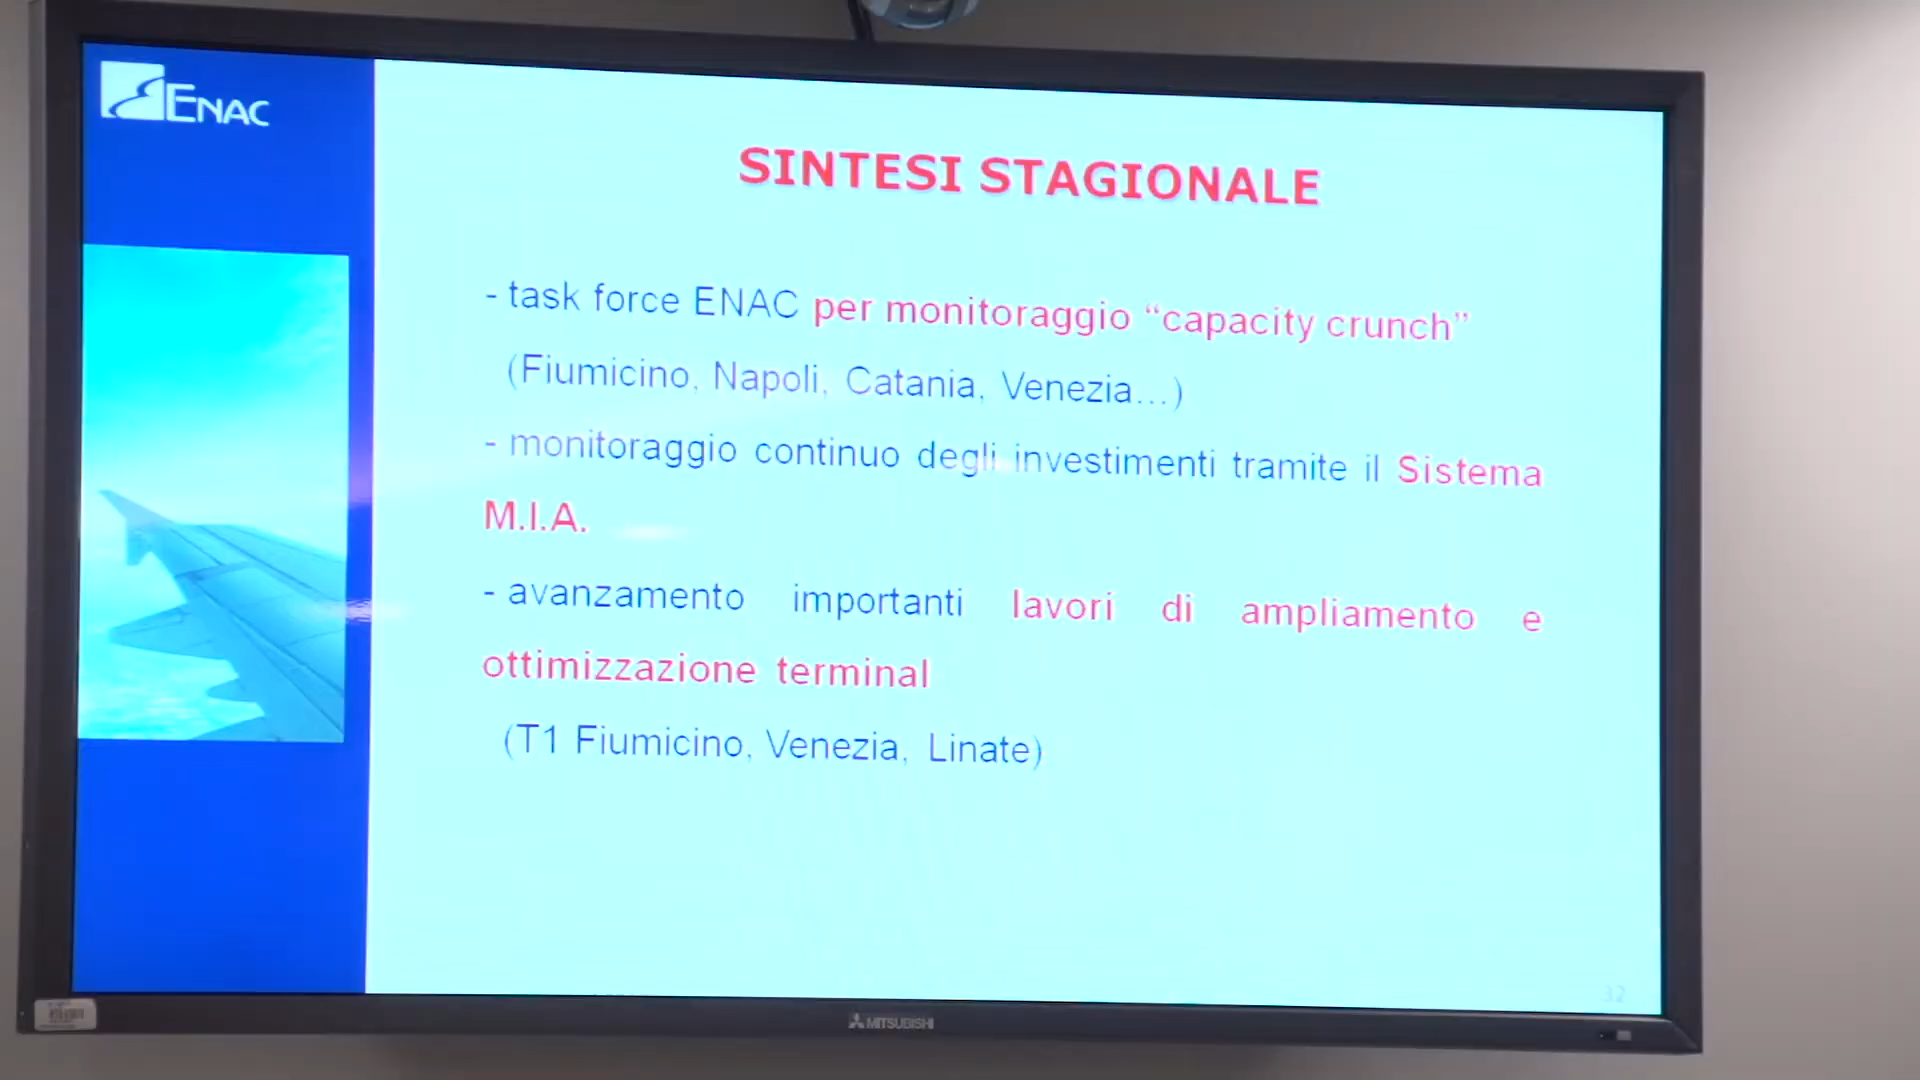 ENAC
SINTESI STAGIONALE
- task force ENAC per monitoraggio “capacity crunch”
(Fiumicino, Napoli, Catania, Venezia...)
- monitoraggio continuo degli investimenti tramite il Sistema
M.I.A.
- avanzamento importanti lavori di ampliamento e
ottimizzazione terminal
(T1 Fiumicino, Venezia, Linate)
32
MITSUBISHI